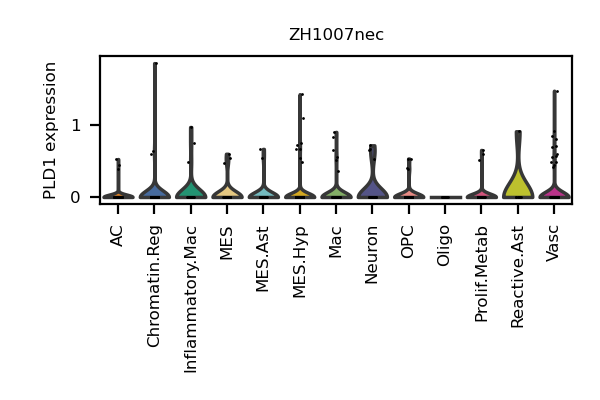 ZH1007nec
PLD1 expression
1
0
AC
Chromatin.Reg
Inflammatory.Mac
MES
MES.Ast
MES.Hyp
Mac
Neuron
OPC
Oligo
Prolif.Metab
Reactive.Ast
Vasc